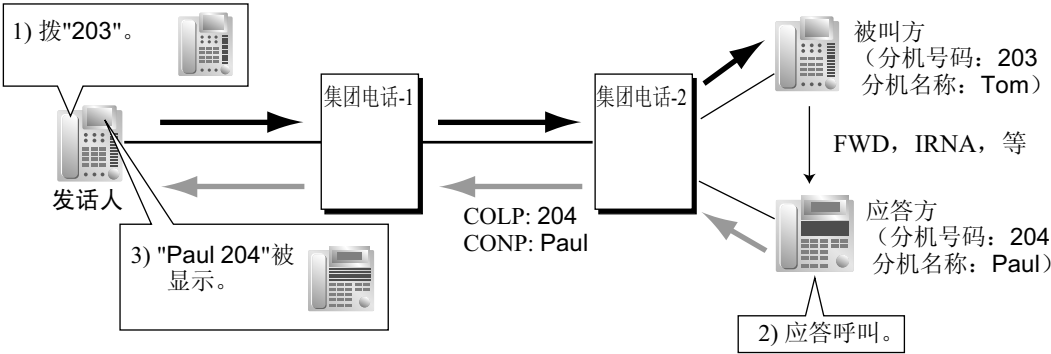 1) 拨"203"。
集团电话-1
集团电话-2
被叫方
（分机号码：203
分机名称：Tom）
FWD，IRNA，等
发话人
COLP: 204
CONP: Paul
3) "Paul 204"被
显示。
应答方
（分机号码：204
分机名称：Paul）
2) 应答呼叫。